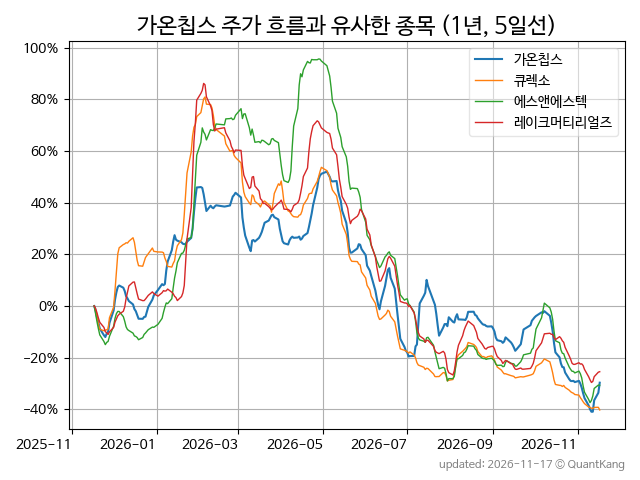 가온칩스 주가 흐름과 유사한 종목 (1년, 5일선)
100%
80%
60%
40%
20%
0%
−20%
−40%
가온칩스
큐렉소
에스앤에스텍
레이크머티리얼즈
2025-11
2026-01
2026-03
2026-05
2026-07
2026-09
2026-11
updated: 2026-11-17 © QuantKang